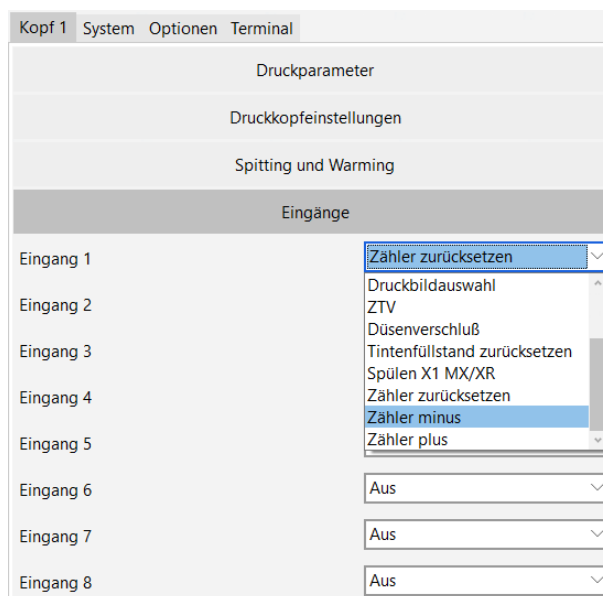 Kopf 1 System Optionen Terminal
Druckparameter
Druckkopfeinstellungen
Spitting und Warming
Eingänge
Eingang 1 Zähler zurücksetzen
Druckbildauswahl
Eingang 2 ZTV
Düsenverschluß
Eingang 3 Tintenfüllstand zurücksetzen
Spülen X1 MX/XR
Eingang 4 Zähler zurücksetzen
Zähler minus
Eingang 5 Zähler plus
Eingang 6 Aus
Eingang 7 Aus
Eingang 8 Aus